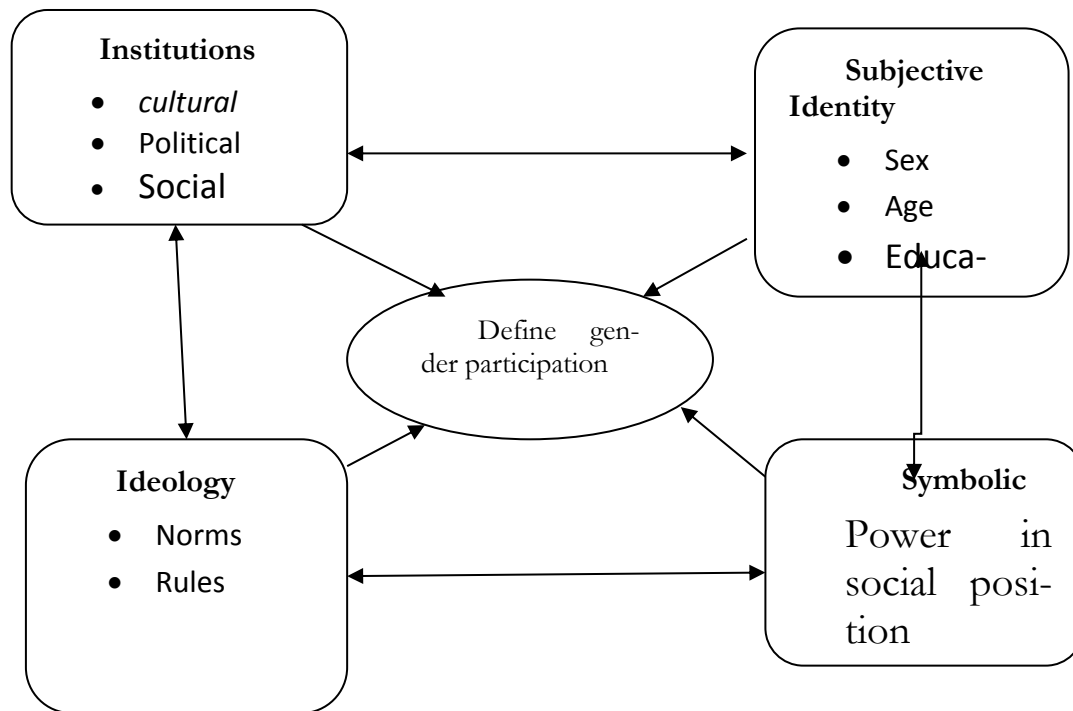 Institutions
• cultural
• Political
• Social
Subjective
Identity
• Sex
• Age
• Educa-
Define gen-
der participation
Ideology
• Norms
• Rules
Symbolic
Power in
social posi-
tion